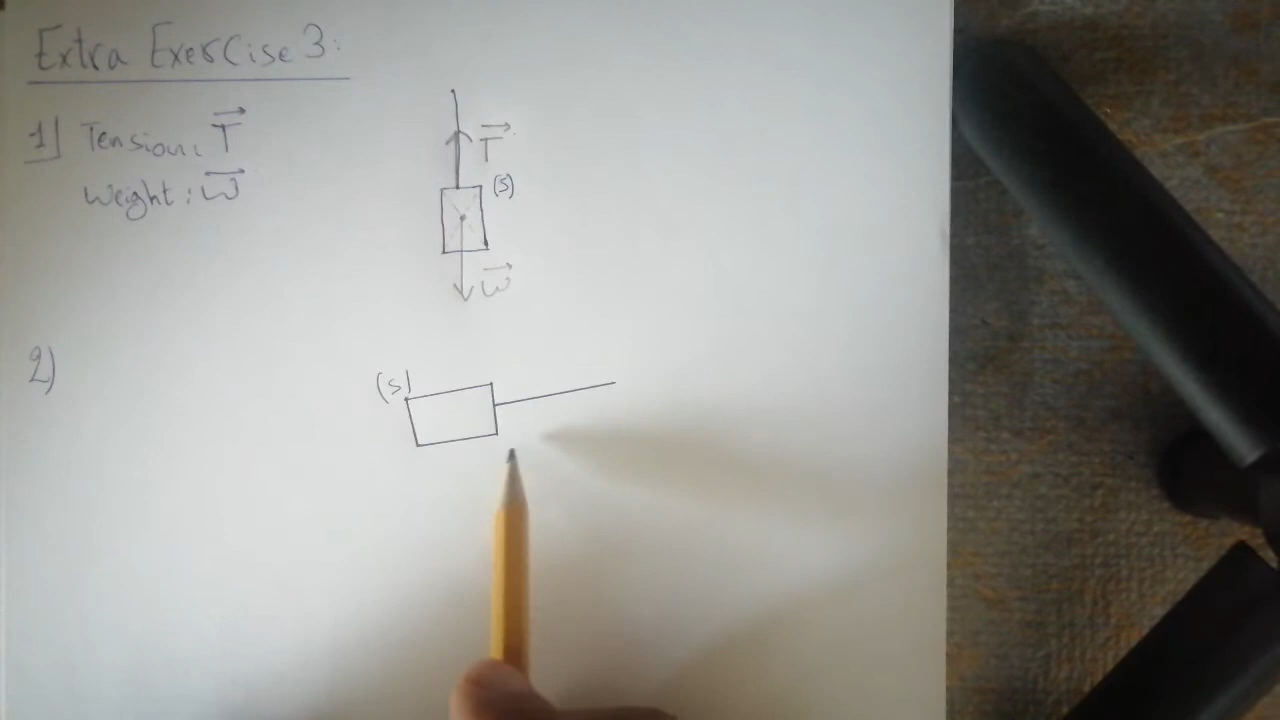 Extra Exercise 3:
1] Tension: T
Weight: W
T
(S)
W
2)
(S)